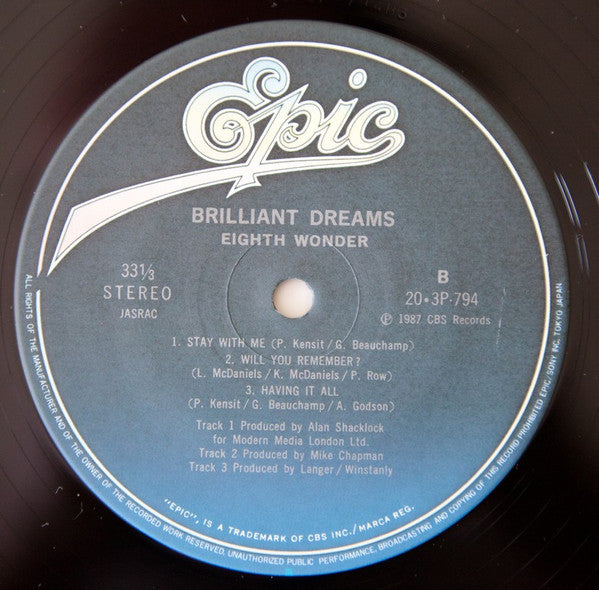 Epic
BRILLIANT DREAMS
EIGHTH WONDER
33⅓
STEREO
JASRAC
B
20・3P-794
Ⓟ 1987 CBS Records
1. STAY WITH ME (P. Kensit/G. Beauchamp)
2. WILL YOU REMEMBER?
(L. McDaniels/K. McDaniels/P. Row)
3. HAVING IT ALL
(P. Kensit/G. Beauchamp/A. Godson)
Track 1 Produced by Alan Shacklock
for Modern Media London Ltd.
Track 2 Produced by Mike Chapman
Track 3 Produced by Langer/Winstanly
"EPIC", IS A TRADEMARK OF CBS INC./MARCA REG.
ALL RIGHTS OF THE MANUFACTURER AND OF THE OWNER OF THE RECORDED WORK RESERVED. UNAUTHORIZED PUBLIC PERFORMANCE, BROADCASTING AND COPYING OF THIS RECORD PROHIBITED EPIC/SONY INC. TOKYO JAPAN.